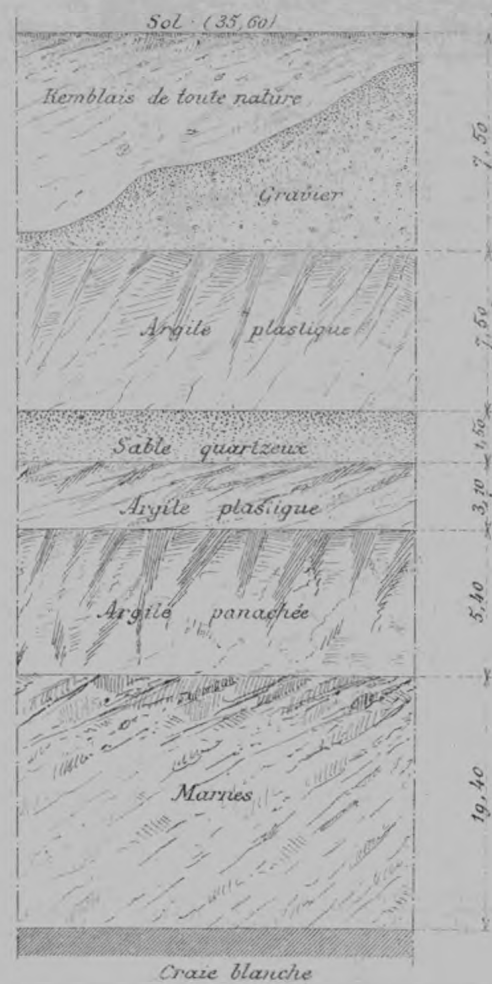 Sol (35,60)
Remblais de toute nature
7,50
Gravier
Argile plastique
7,50
Sable quartzeux
1,50
Argile plastique
3,10
Argile panachée
5,40
Marnes
19,40
Craie blanche